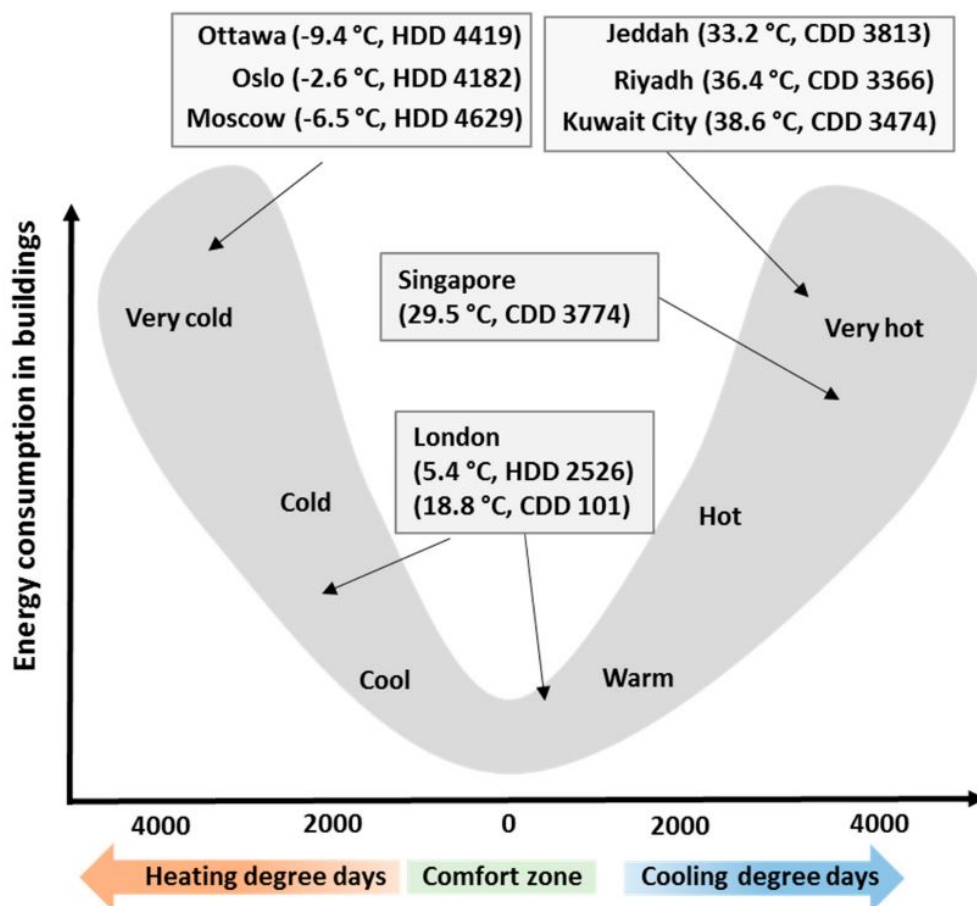 Ottawa (-9.4 °C, HDD 4419)
Oslo (-2.6 °C, HDD 4182)
Moscow (-6.5 °C, HDD 4629)
Jeddah (33.2 °C, CDD 3813)
Riyadh (36.4 °C, CDD 3366)
Kuwait City (38.6 °C, CDD 3474)
Energy consumption in buildings
Singapore
(29.5 °C, CDD 3774)
Very cold
Very hot
London
(5.4 °C, HDD 2526)
(18.8 °C, CDD 101)
Cold
Hot
Cool
Warm
4000 2000 0 2000 4000
Heating degree days
Comfort zone
Cooling degree days